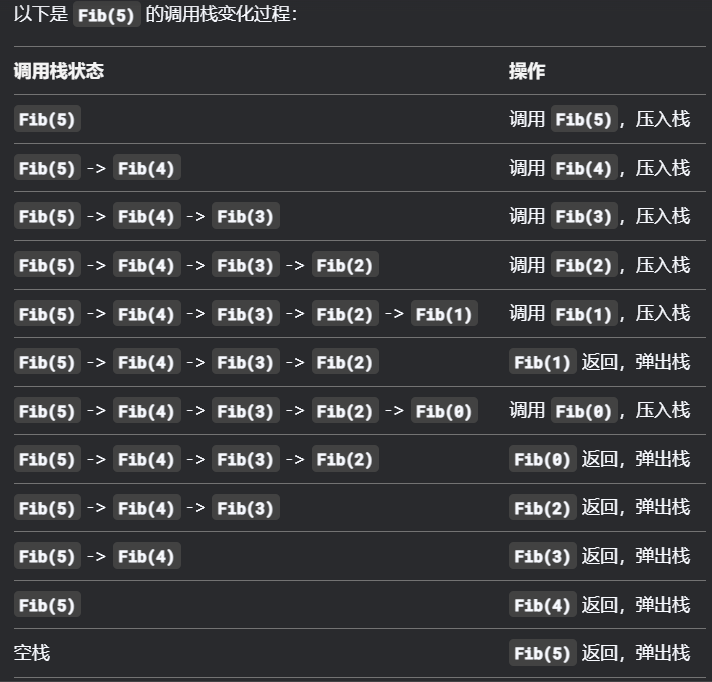 以下是 Fib(5) 的调用栈变化过程：
调用栈状态 操作
Fib(5) 调用 Fib(5)，压入栈
Fib(5) -> Fib(4) 调用 Fib(4)，压入栈
Fib(5) -> Fib(4) -> Fib(3) 调用 Fib(3)，压入栈
Fib(5) -> Fib(4) -> Fib(3) -> Fib(2) 调用 Fib(2)，压入栈
Fib(5) -> Fib(4) -> Fib(3) -> Fib(2) -> Fib(1) 调用 Fib(1)，压入栈
Fib(5) -> Fib(4) -> Fib(3) -> Fib(2) Fib(1) 返回，弹出栈
Fib(5) -> Fib(4) -> Fib(3) -> Fib(2) -> Fib(0) 调用 Fib(0)，压入栈
Fib(5) -> Fib(4) -> Fib(3) -> Fib(2) Fib(0) 返回，弹出栈
Fib(5) -> Fib(4) -> Fib(3) Fib(2) 返回，弹出栈
Fib(5) -> Fib(4) Fib(3) 返回，弹出栈
Fib(5) Fib(4) 返回，弹出栈
空栈 Fib(5) 返回，弹出栈